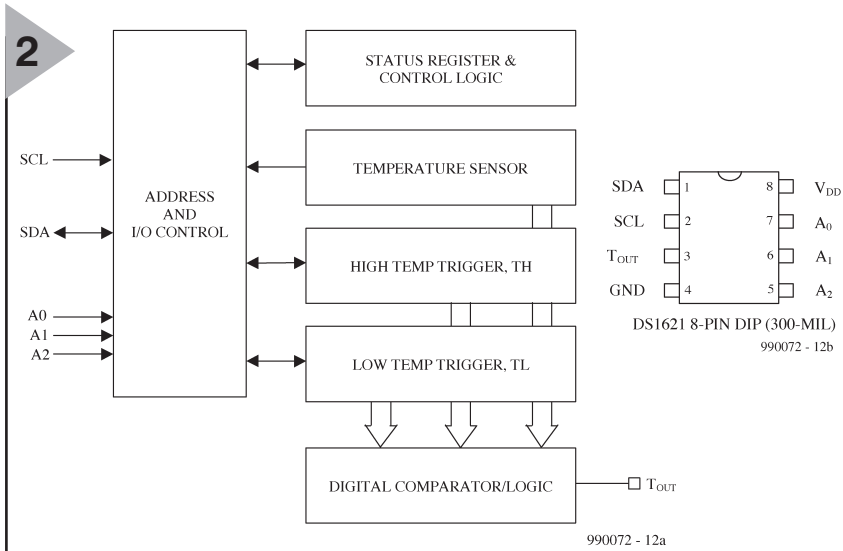 2
STATUS REGISTER &
CONTROL LOGIC
SCL
TEMPERATURE SENSOR
ADDRESS
AND
I/O CONTROL
SDA
HIGH TEMP TRIGGER, TH
A0
A1
A2
LOW TEMP TRIGGER, TL
DIGITAL COMPARATOR/LOGIC
TOUT
990072 - 12a
SDA 1 8 VDD
SCL 2 7 A0
TOUT 3 6 A1
GND 4 5 A2
DS1621 8-PIN DIP (300-MIL)
990072 - 12b